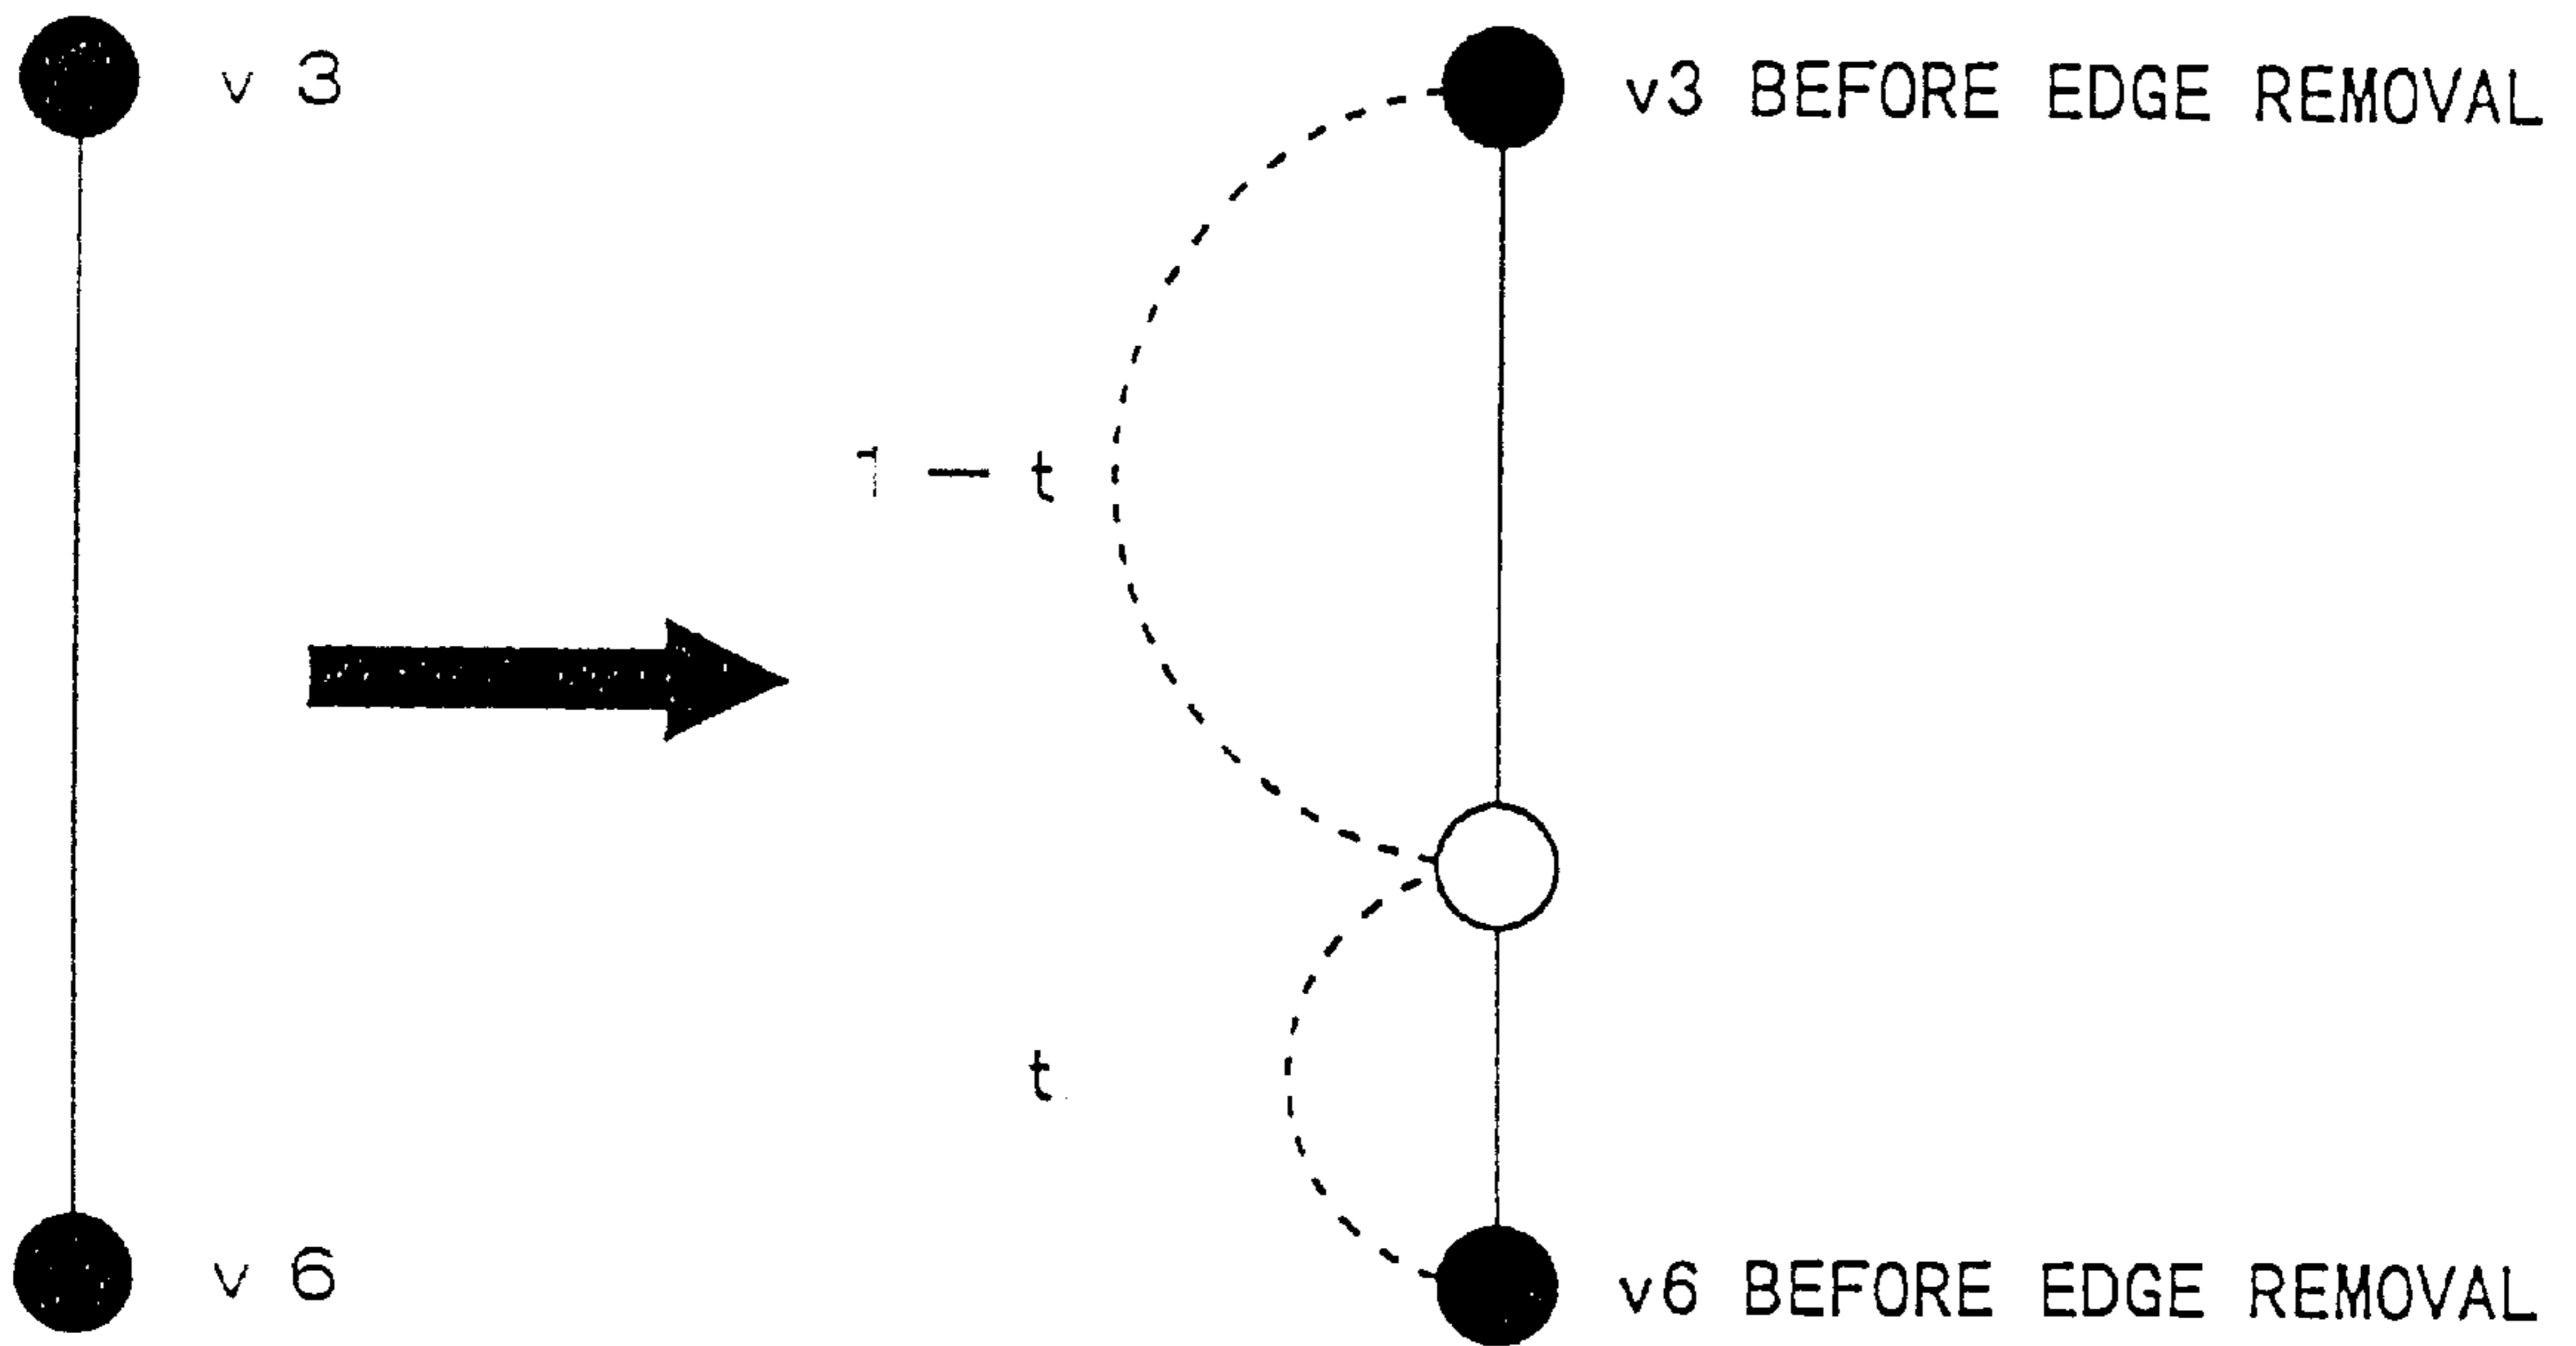 v 3
v3 BEFORE EDGE REMOVAL
1 — t
t
v 6
v6 BEFORE EDGE REMOVAL